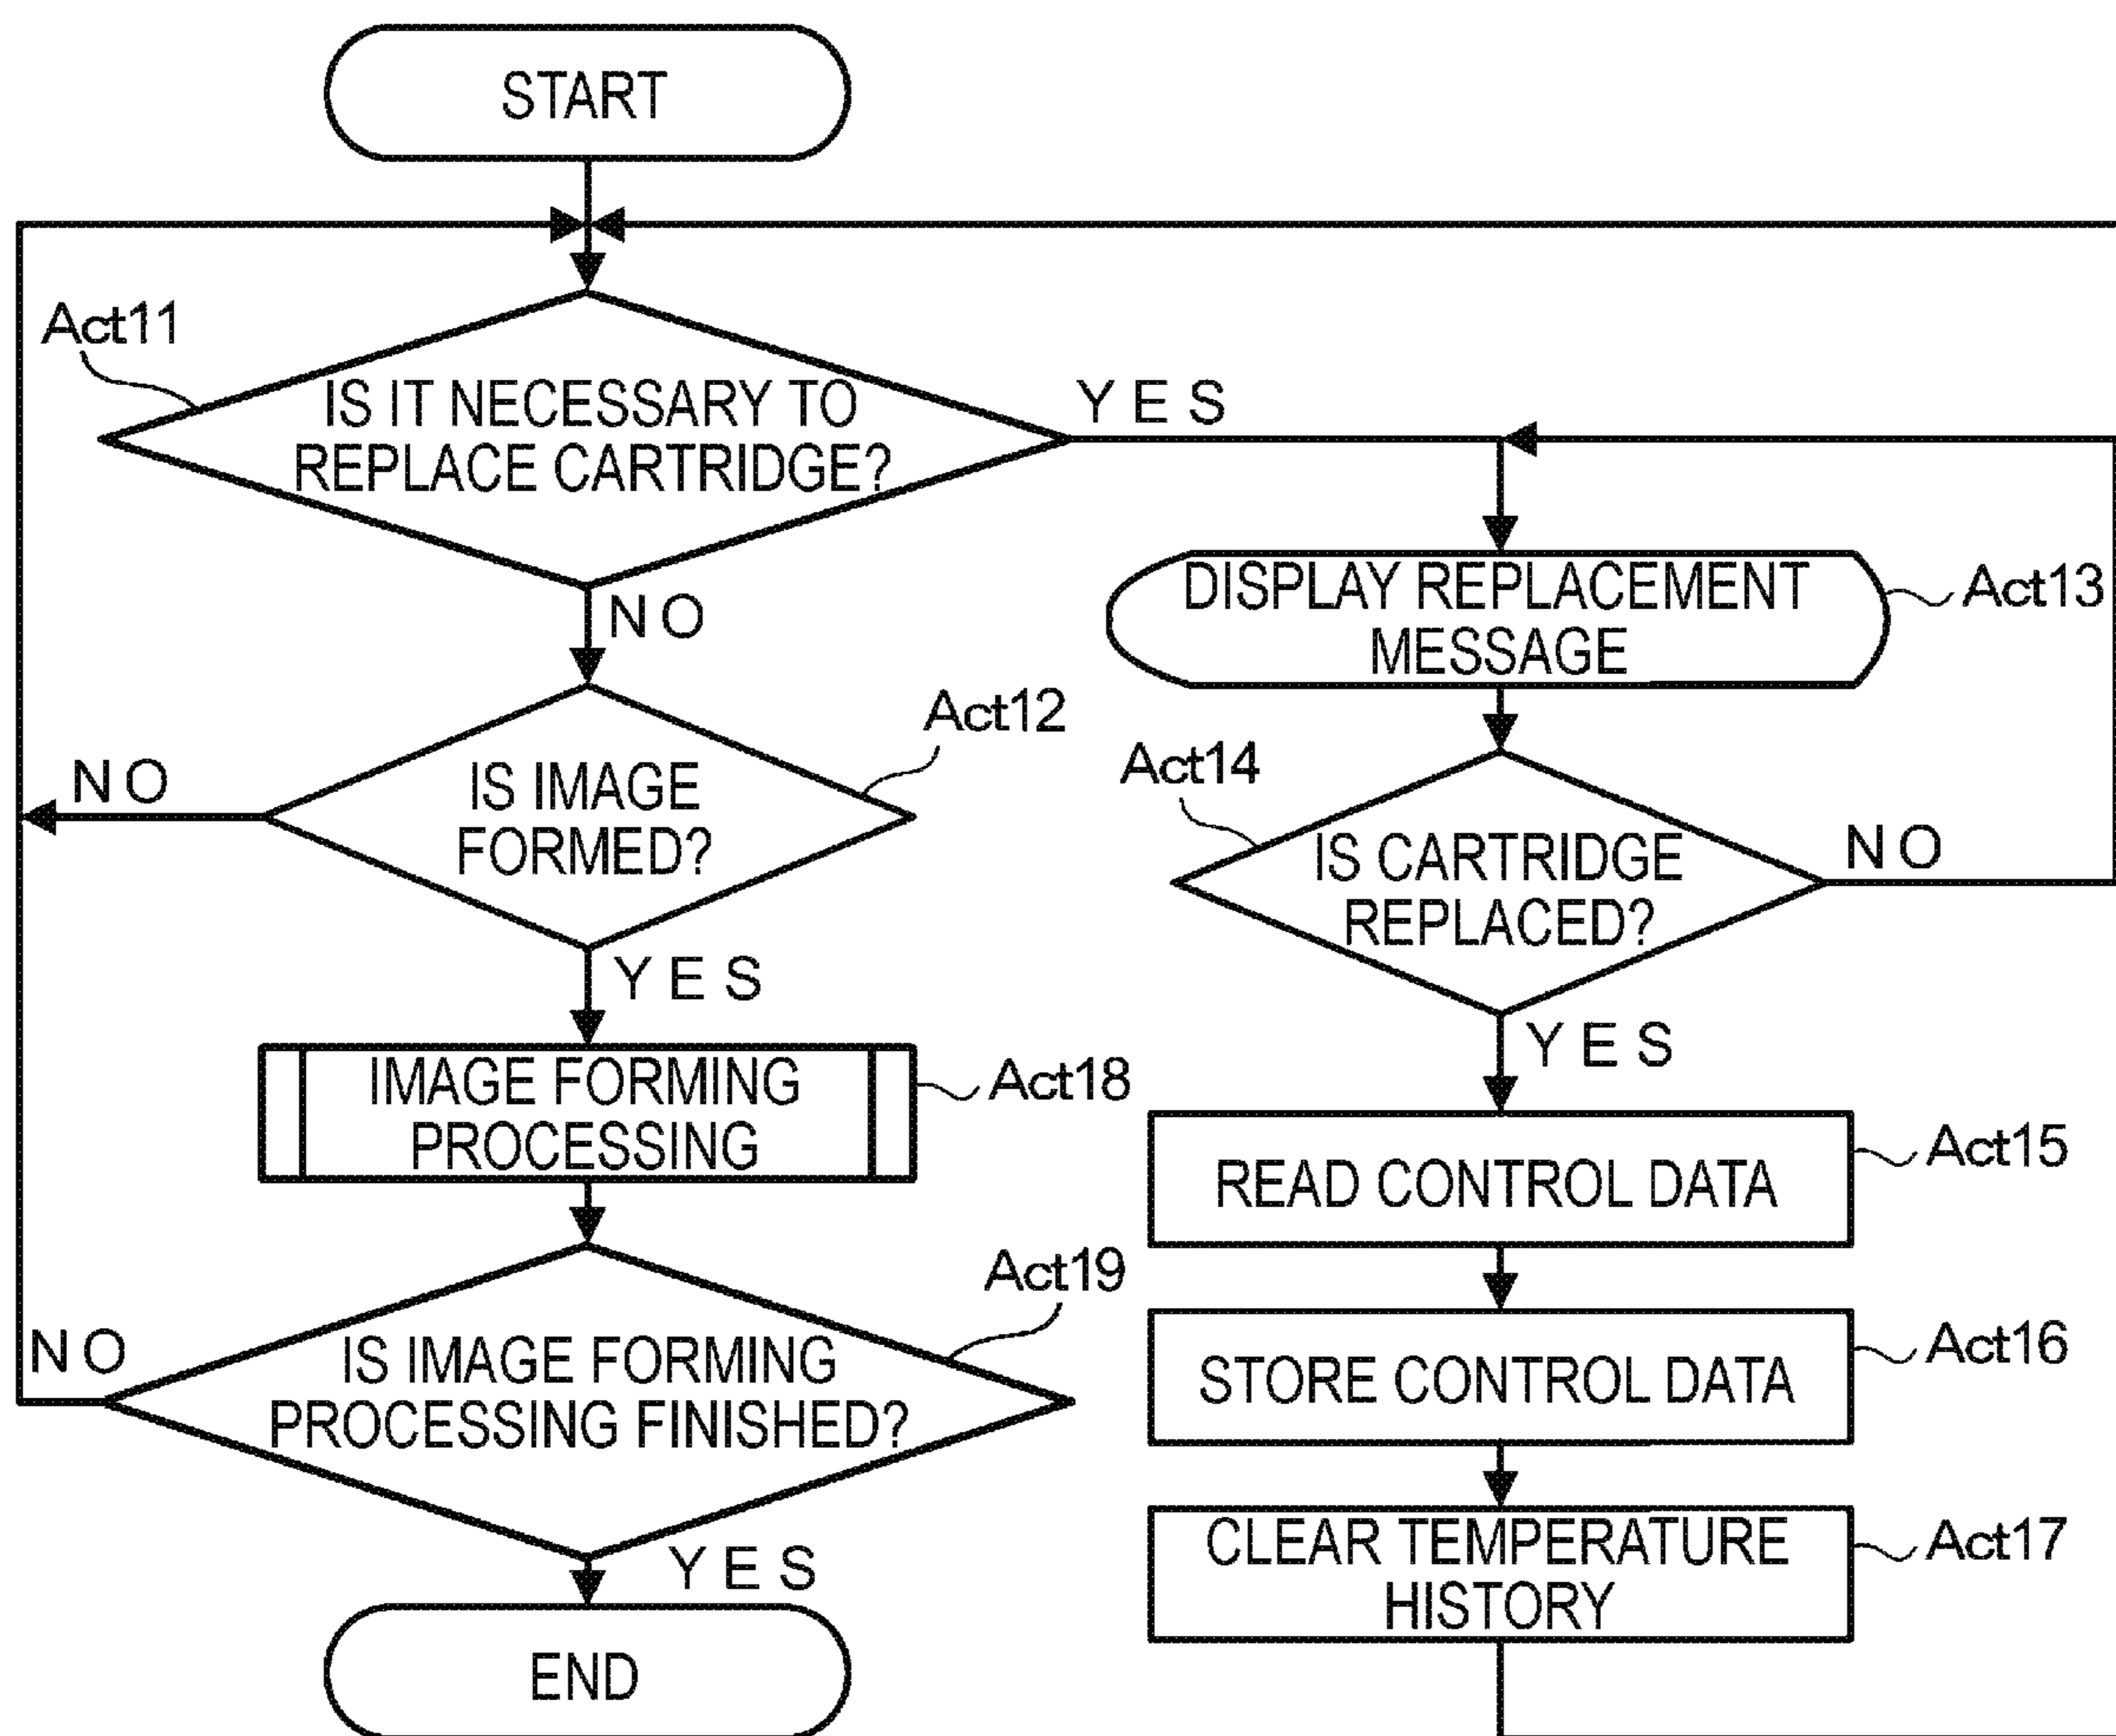 START
Act11
IS IT NECESSARY TO
REPLACE CARTRIDGE?
YES
NO
DISPLAY REPLACEMENT
MESSAGE
Act13
Act12
IS IMAGE
FORMED?
NO
YES
Act14
IS CARTRIDGE
REPLACED?
NO
YES
IMAGE FORMING
PROCESSING
Act18
READ CONTROL DATA
Act15
Act19
IS IMAGE FORMING
PROCESSING FINISHED?
NO
YES
STORE CONTROL DATA
Act16
CLEAR TEMPERATURE
HISTORY
Act17
END